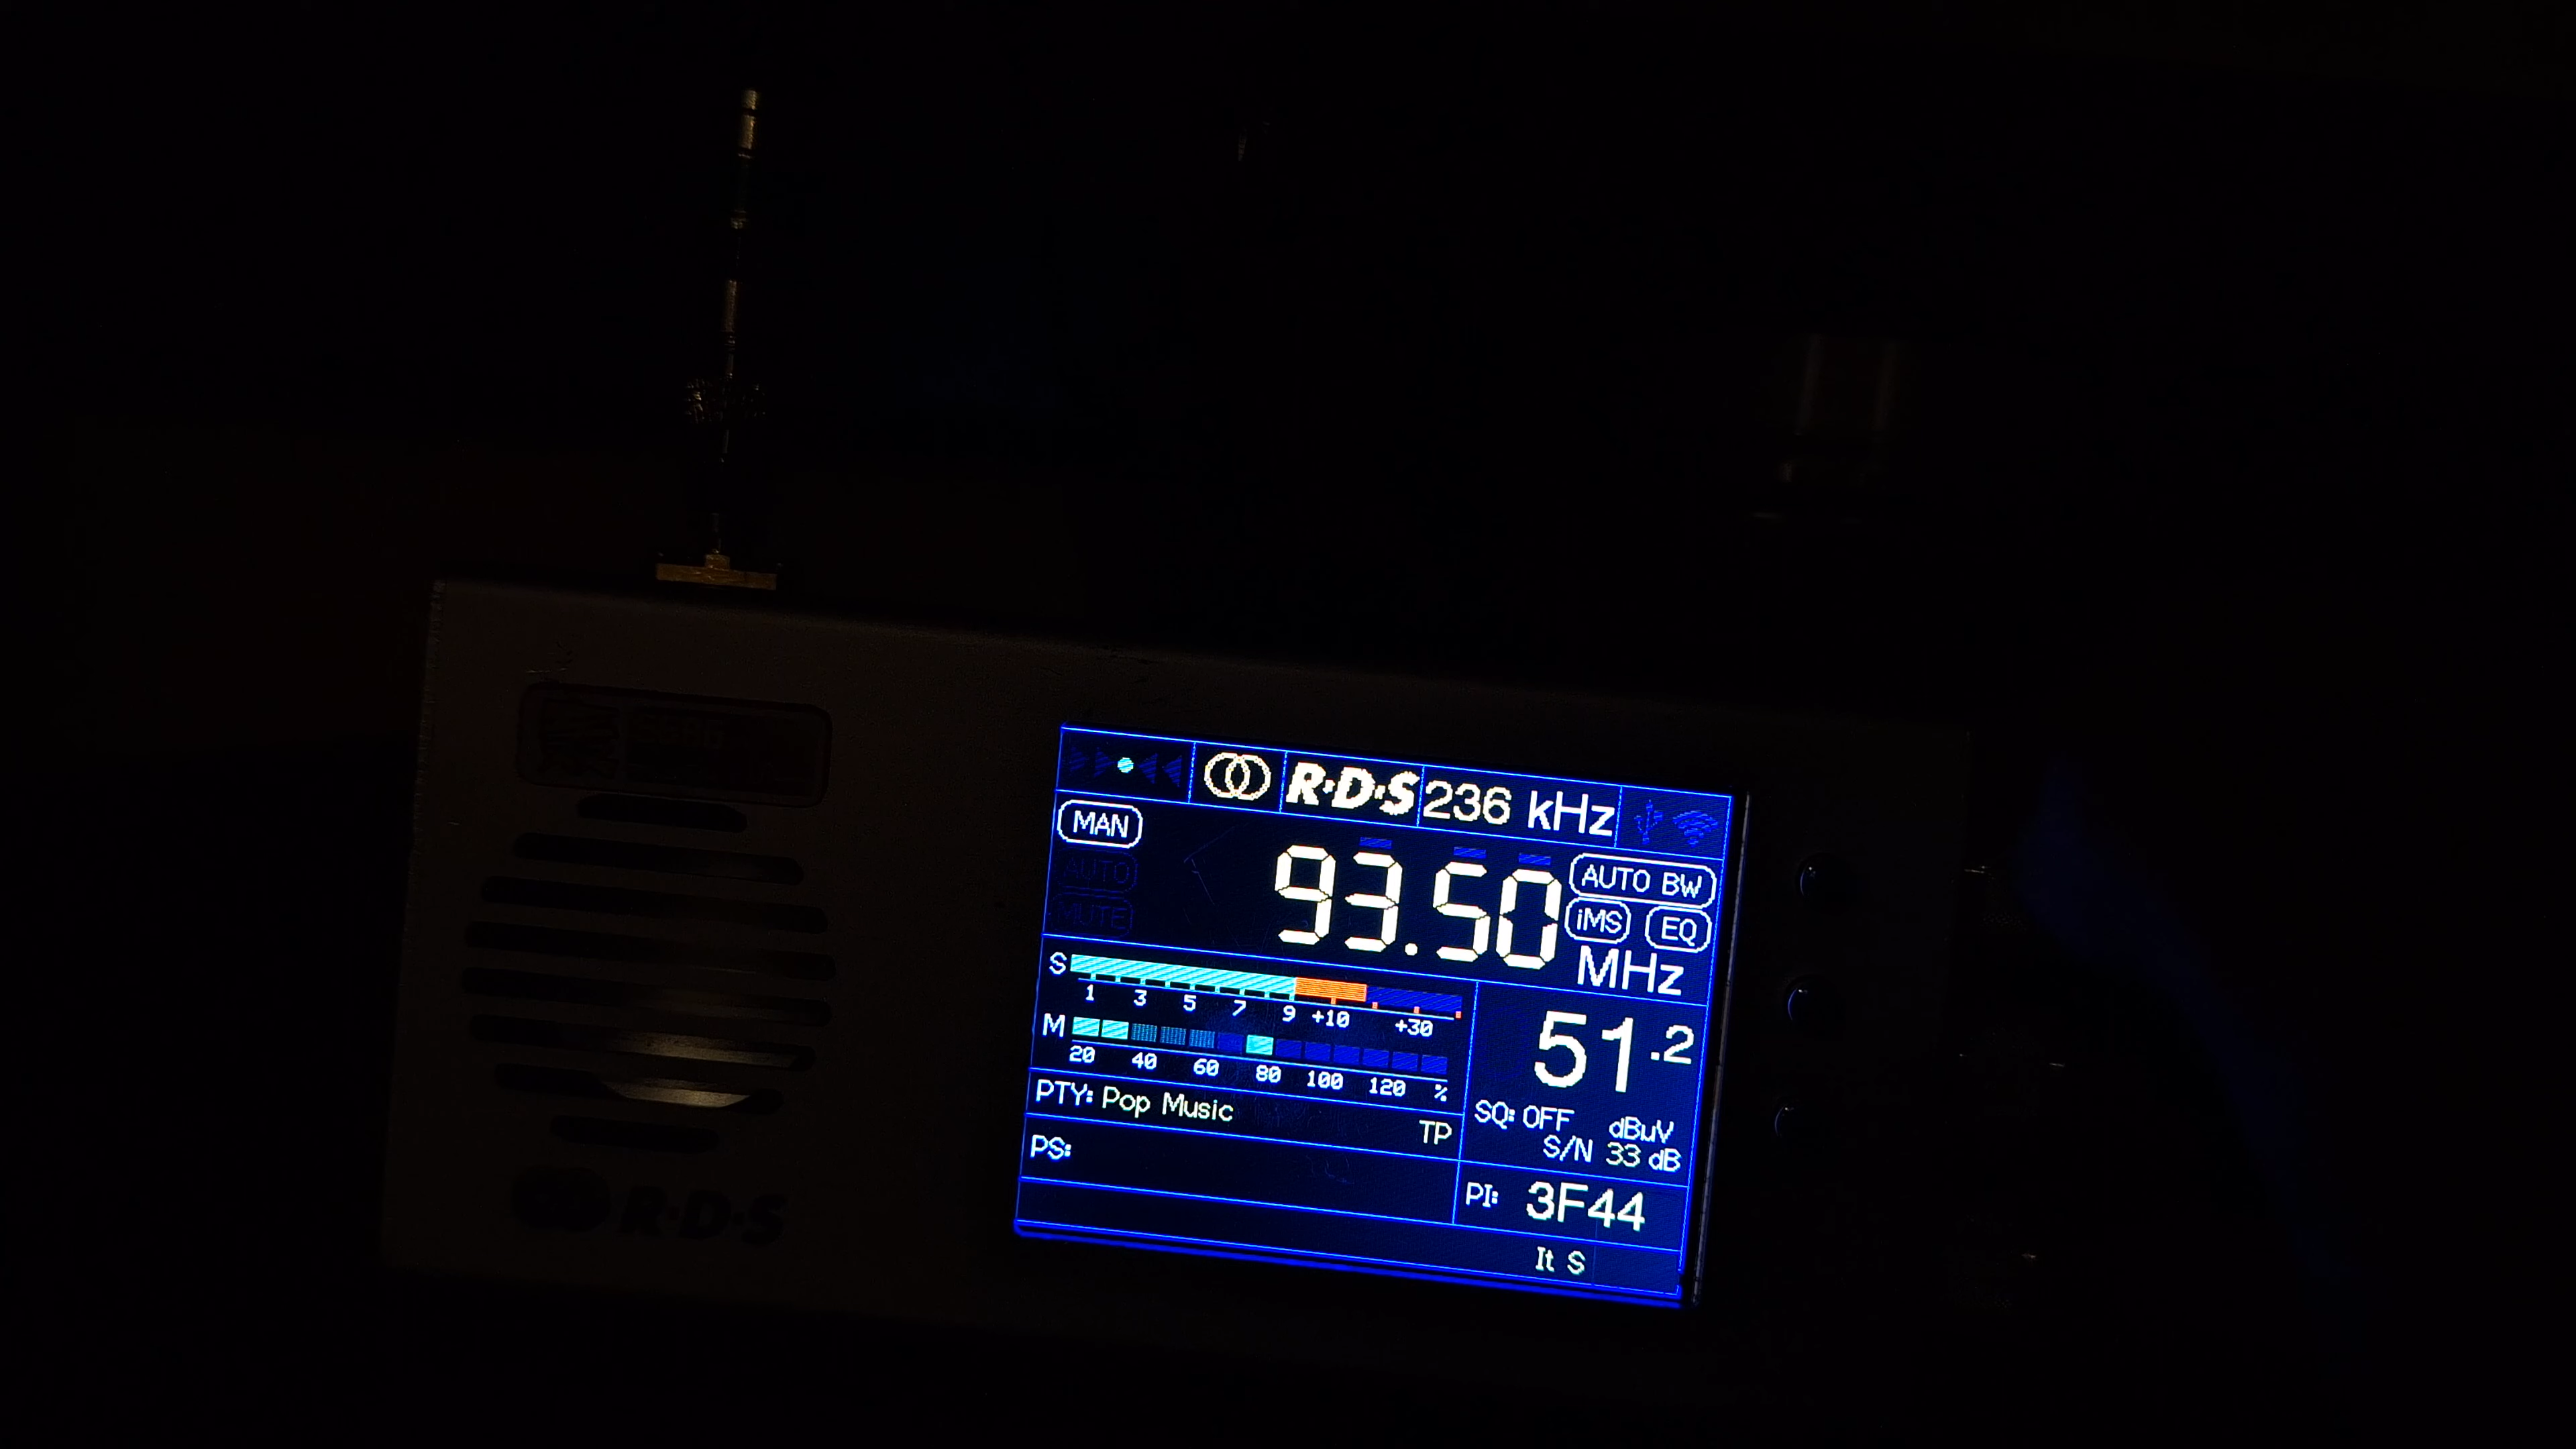 R·D·S 236 kHz
MAN
93.50 MHz
AUTO BW
AUTO
iMS EQ
MUTE
S
1 3 5 7 9 +10 +30
M
20 40 60 80 100 120 %
51.2
SQ: OFF dBuV
S/N 33 dB
PTY: Pop Music
TP
PS:
PI: 3F44
It S
R·D·S